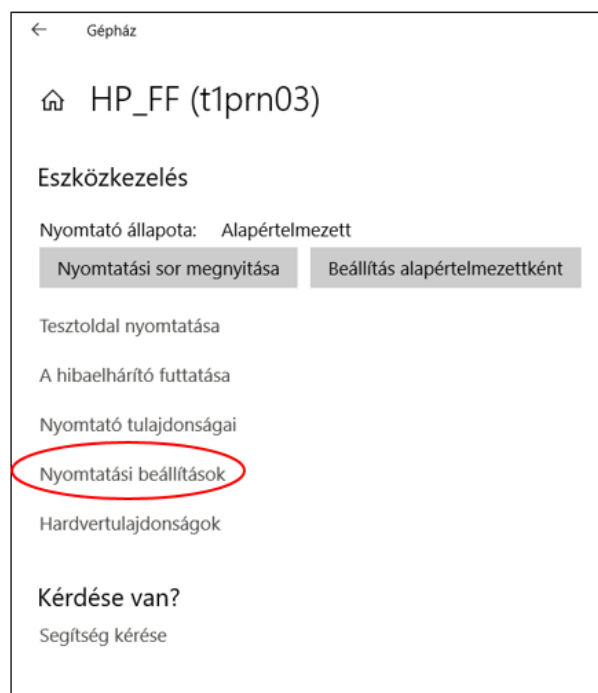 Gépház
HP_FF (t1prn03)
Eszközkezelés
Nyomtató állapota: Alapértelmezett
Nyomtatási sor megnyitása Beállítás alapértelmezettként
Tesztoldal nyomtatása
A hibaelhárító futtatása
Nyomtató tulajdonságai
Nyomtatási beállítások
Hardvertulajdonságok
Kérdése van?
Segítség kérése